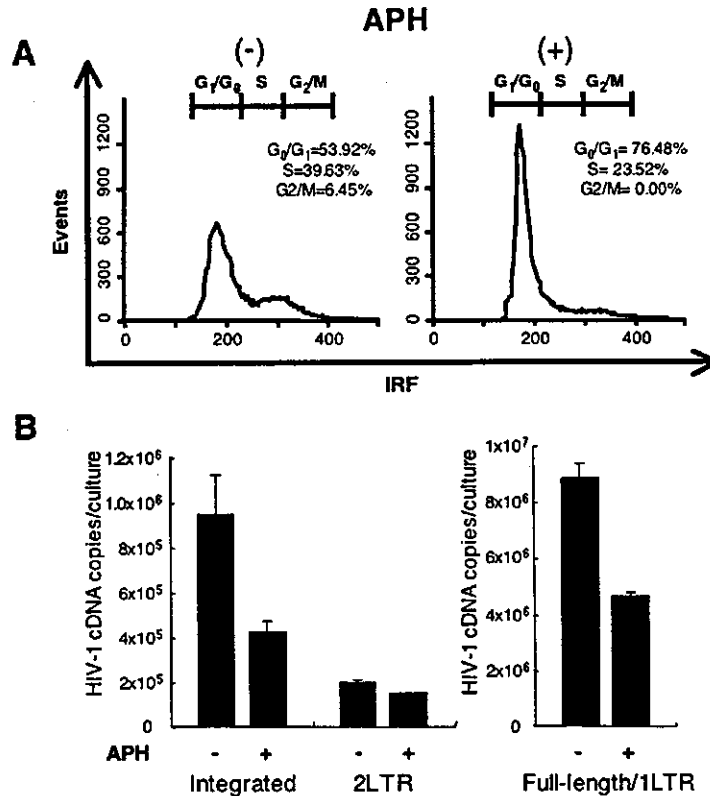 APH
A
(-)
(+)
G1/G0 S G2/M
G1/G0 S G2/M
G0/G1=53.92%
S=39.63%
G2/M=6.45%
G0/G1= 76.48%
S= 23.52%
G2/M= 0.00%
Events
1200
900
600
300
0
0 200 400
1200
900
600
300
0
0 200 400
IRF
B
HIV-1 cDNA copies/culture
1.2x10⁶
1.0x10⁶
8x10⁵
6x10⁵
4x10⁵
2x10⁵
0
HIV-1 cDNA copies/culture
1x10⁷
8x10⁶
6x10⁶
4x10⁶
2x10⁶
0
APH - + - + - +
Integrated 2LTR Full-length/1LTR